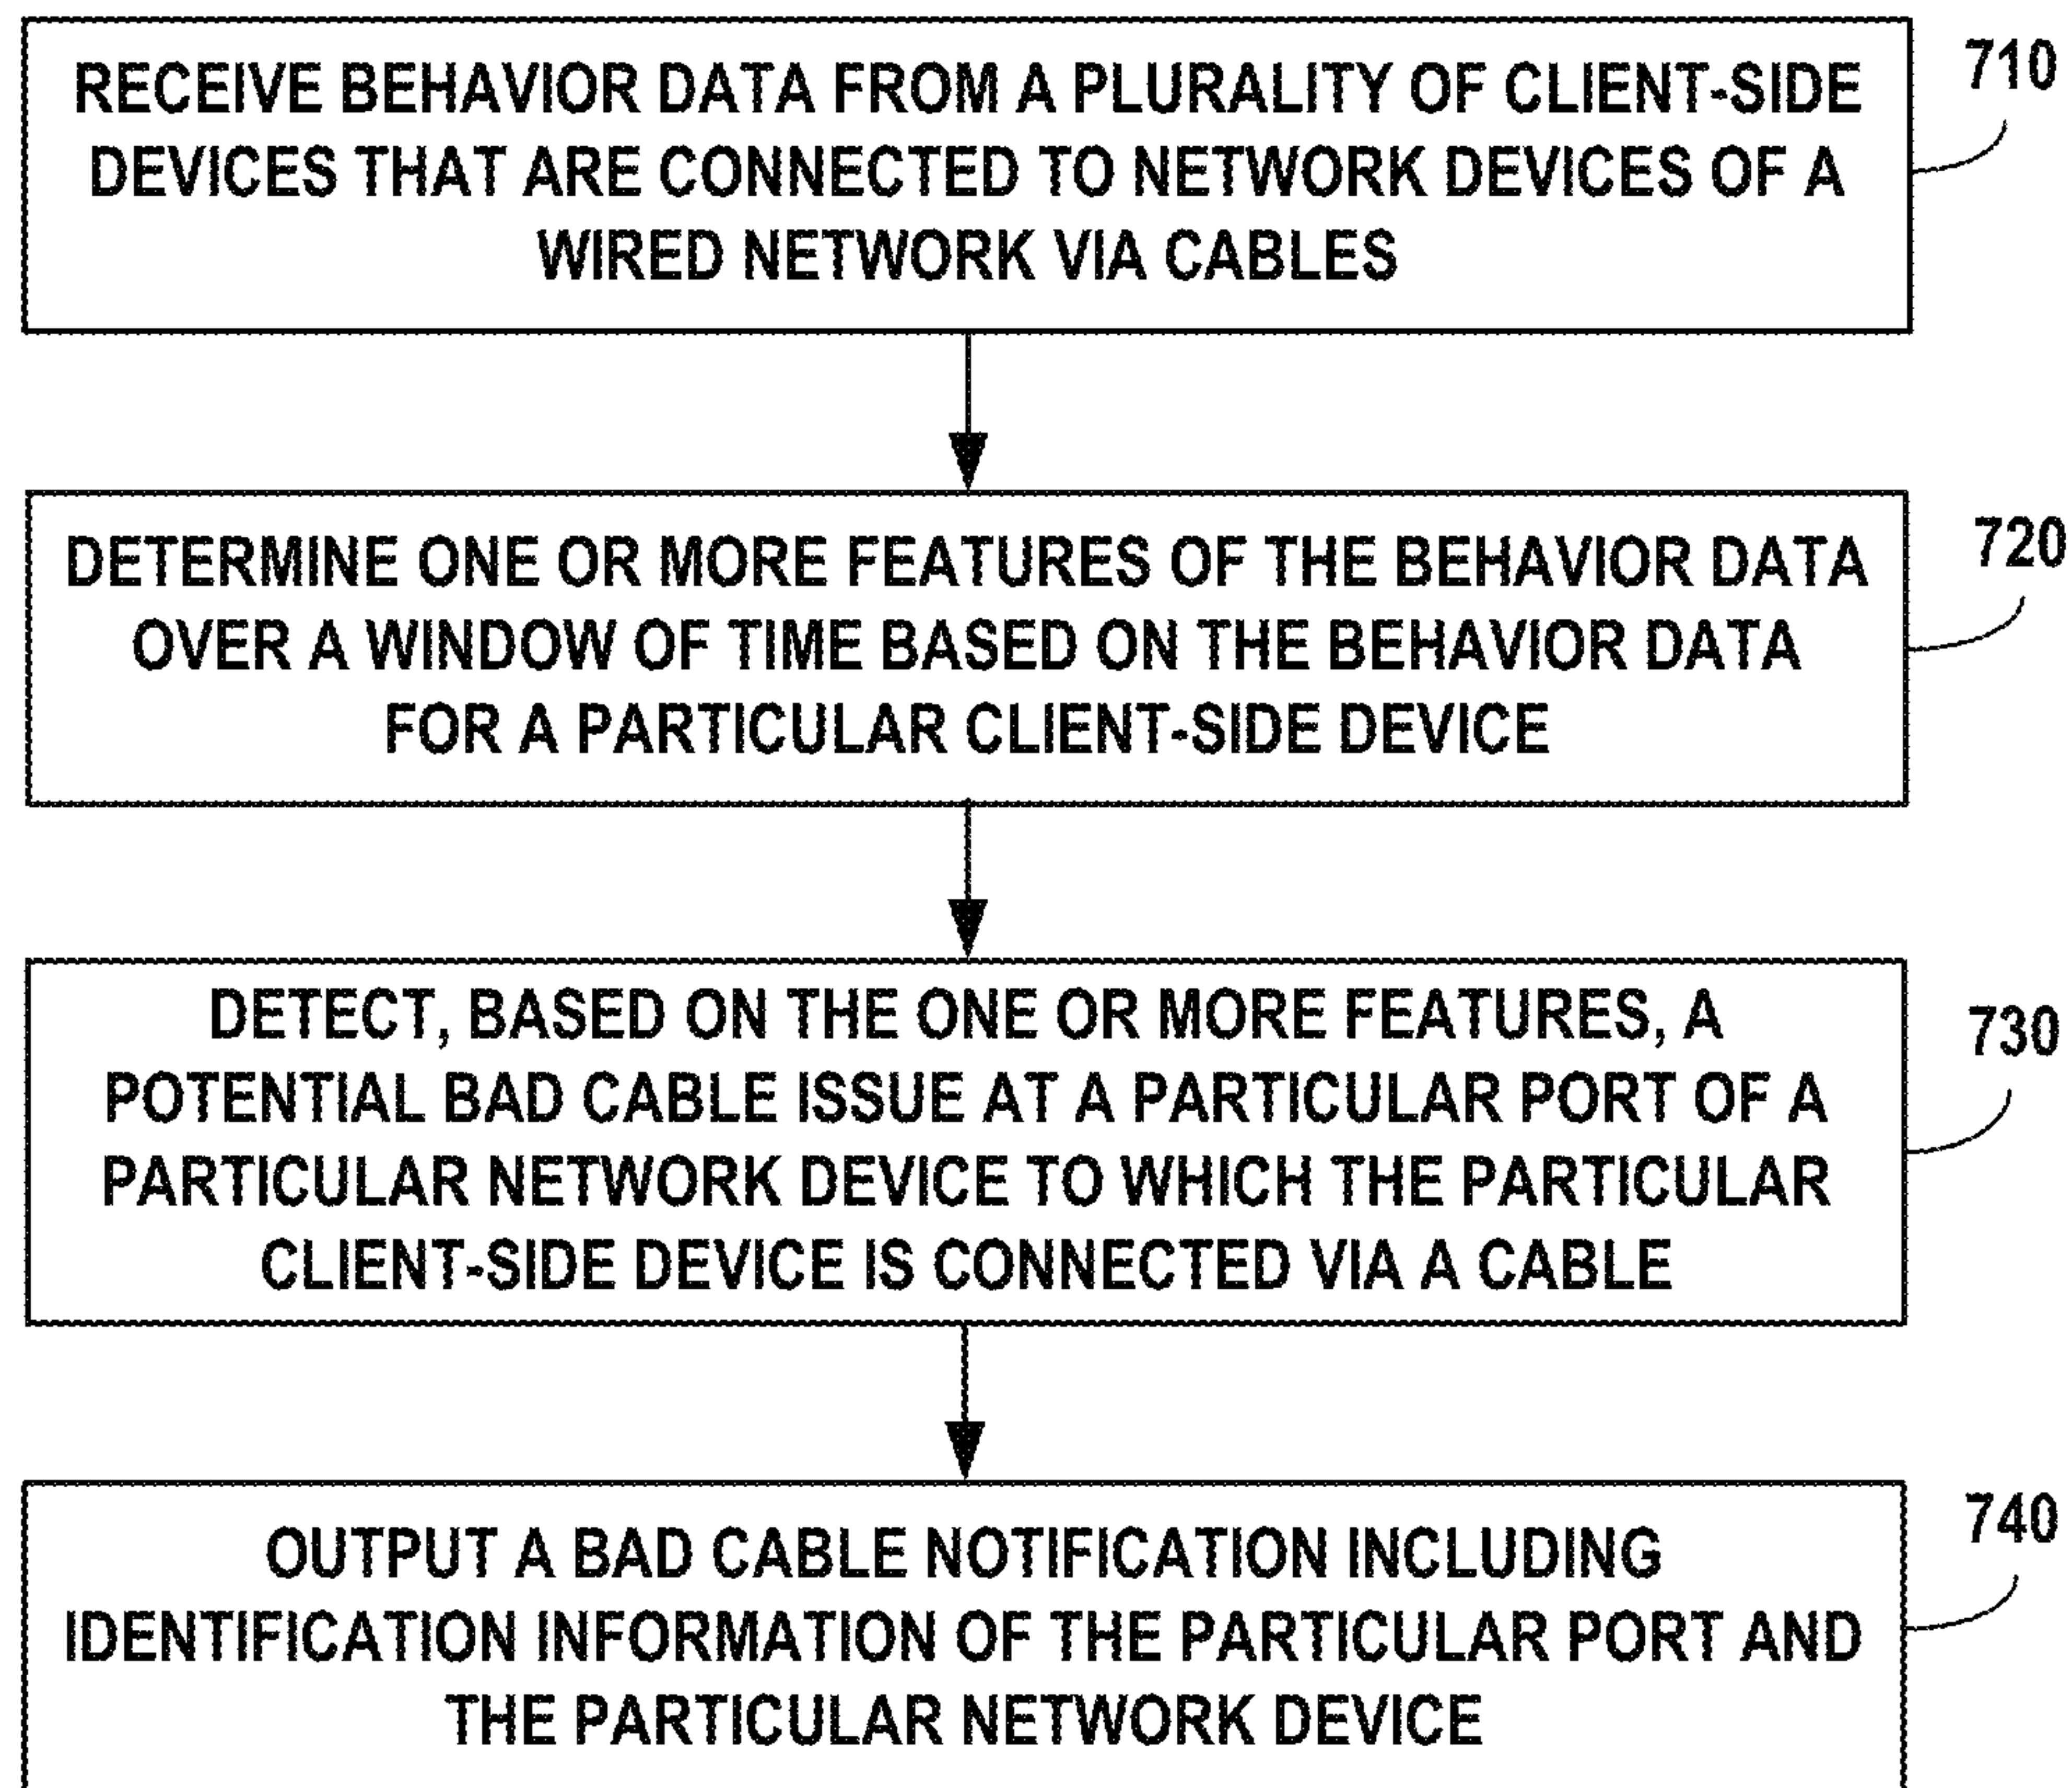 RECEIVE BEHAVIOR DATA FROM A PLURALITY OF CLIENT-SIDE
DEVICES THAT ARE CONNECTED TO NETWORK DEVICES OF A
WIRED NETWORK VIA CABLES
710
DETERMINE ONE OR MORE FEATURES OF THE BEHAVIOR DATA
OVER A WINDOW OF TIME BASED ON THE BEHAVIOR DATA
FOR A PARTICULAR CLIENT-SIDE DEVICE
720
DETECT, BASED ON THE ONE OR MORE FEATURES, A
POTENTIAL BAD CABLE ISSUE AT A PARTICULAR PORT OF A
PARTICULAR NETWORK DEVICE TO WHICH THE PARTICULAR
CLIENT-SIDE DEVICE IS CONNECTED VIA A CABLE
730
OUTPUT A BAD CABLE NOTIFICATION INCLUDING
IDENTIFICATION INFORMATION OF THE PARTICULAR PORT AND
THE PARTICULAR NETWORK DEVICE
740